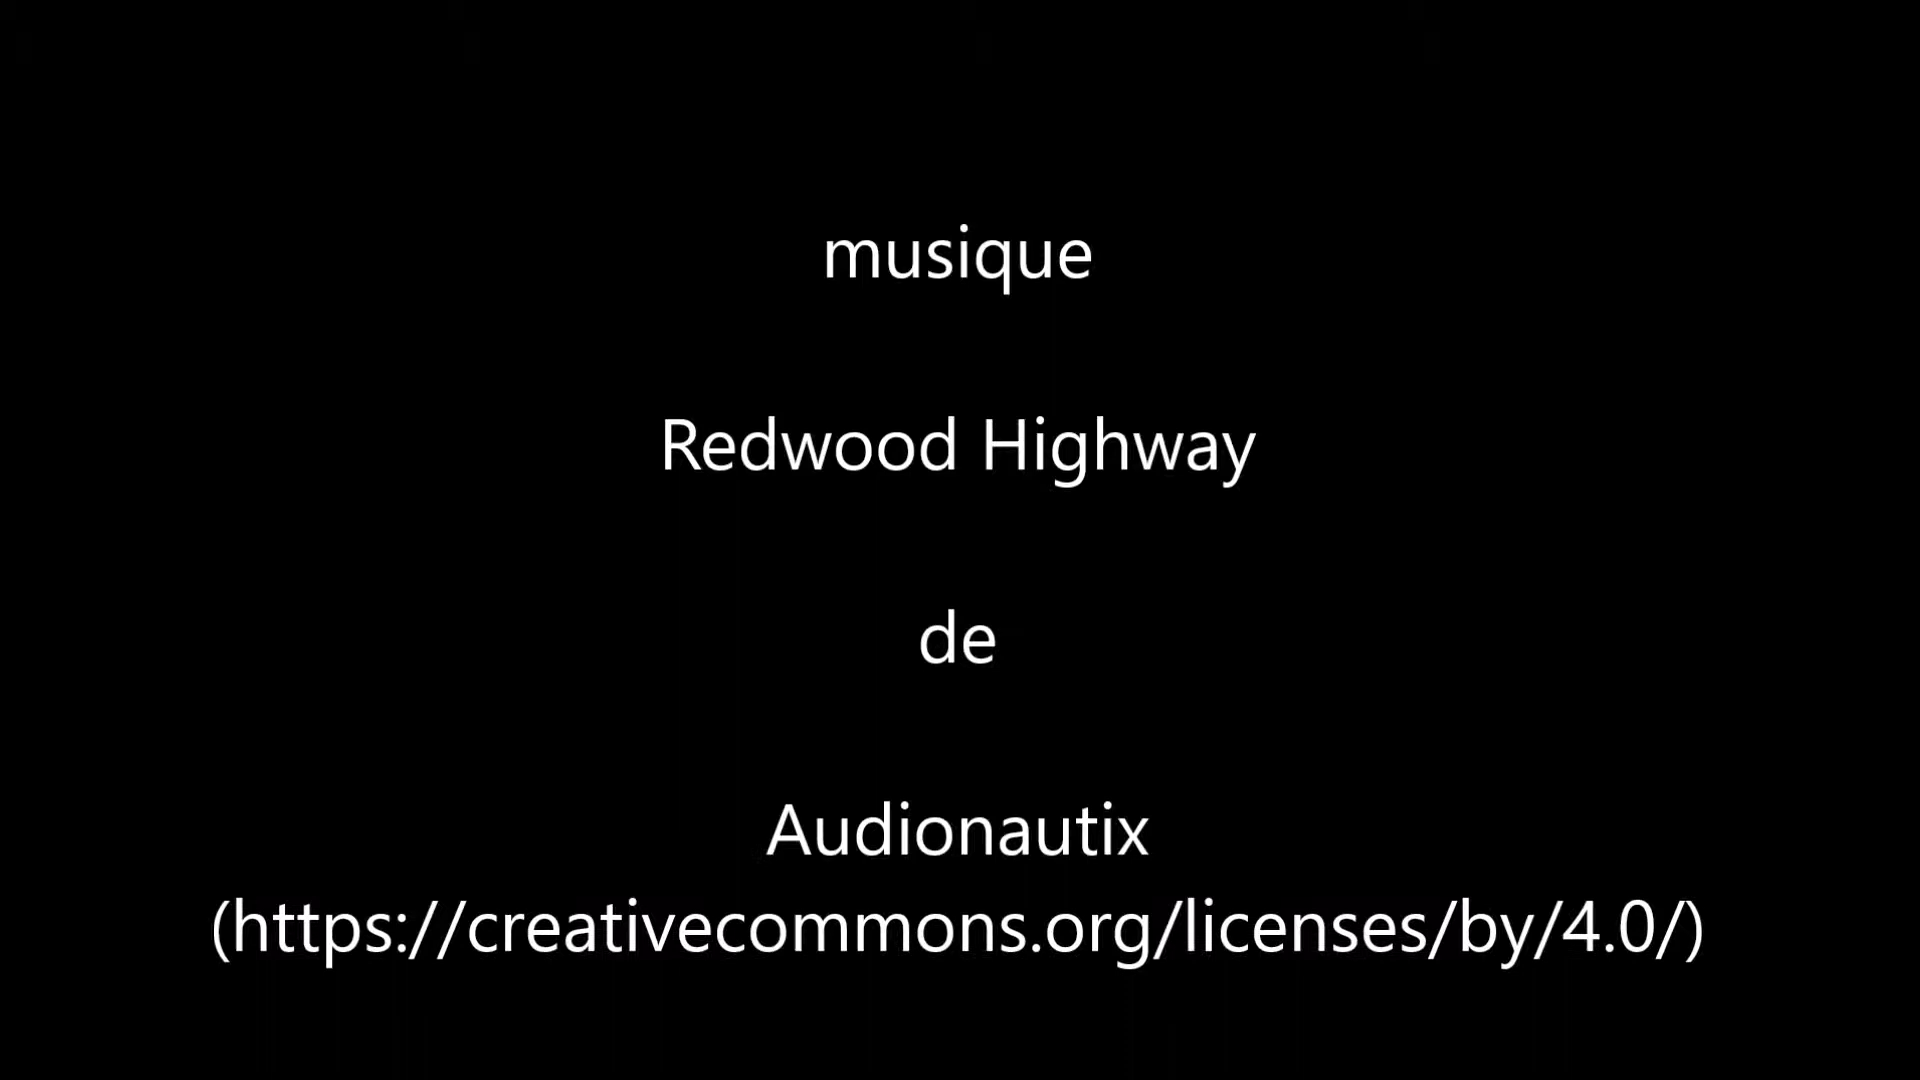 musique
Redwood Highway
de
Audionautix
(https://creativecommons.org/licenses/by/4.0/)